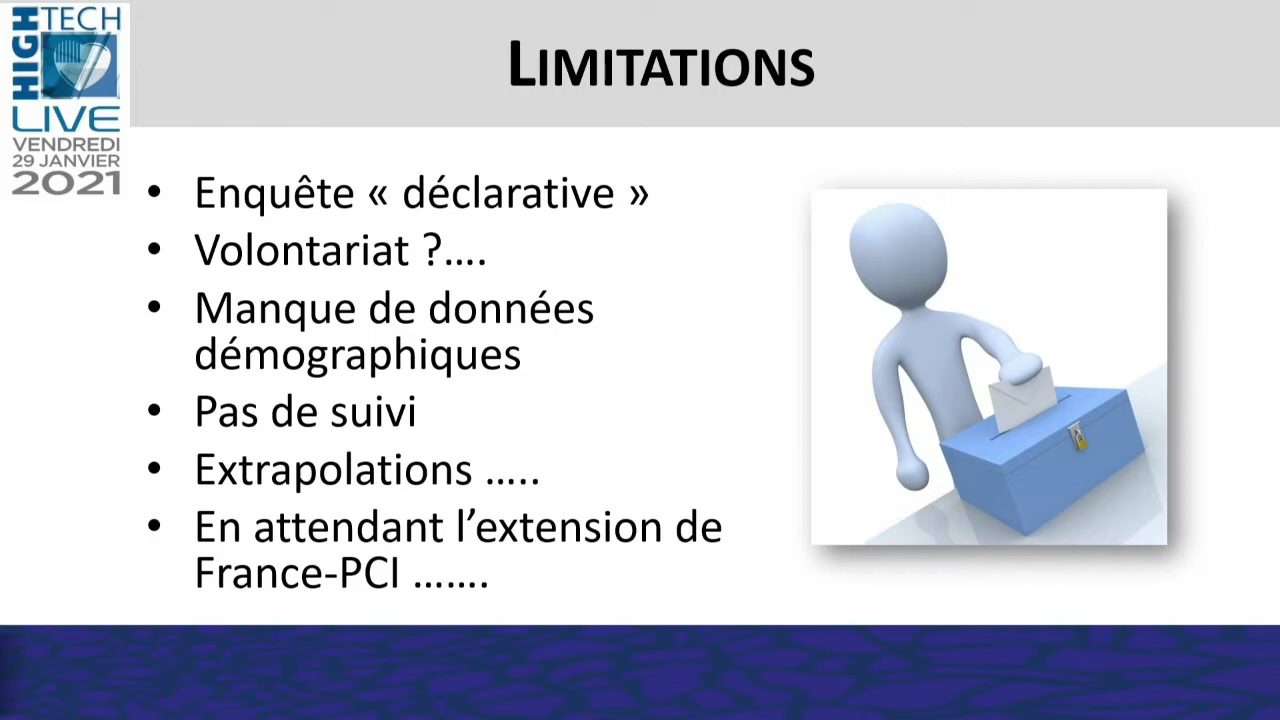 HIGH
TECH
LIVE
VENDREDI
29 JANVIER
2021
LIMITATIONS
• Enquête « déclarative »
• Volontariat ?....
• Manque de données
démographiques
• Pas de suivi
• Extrapolations .....
• En attendant l’extension de
France-PCI .......